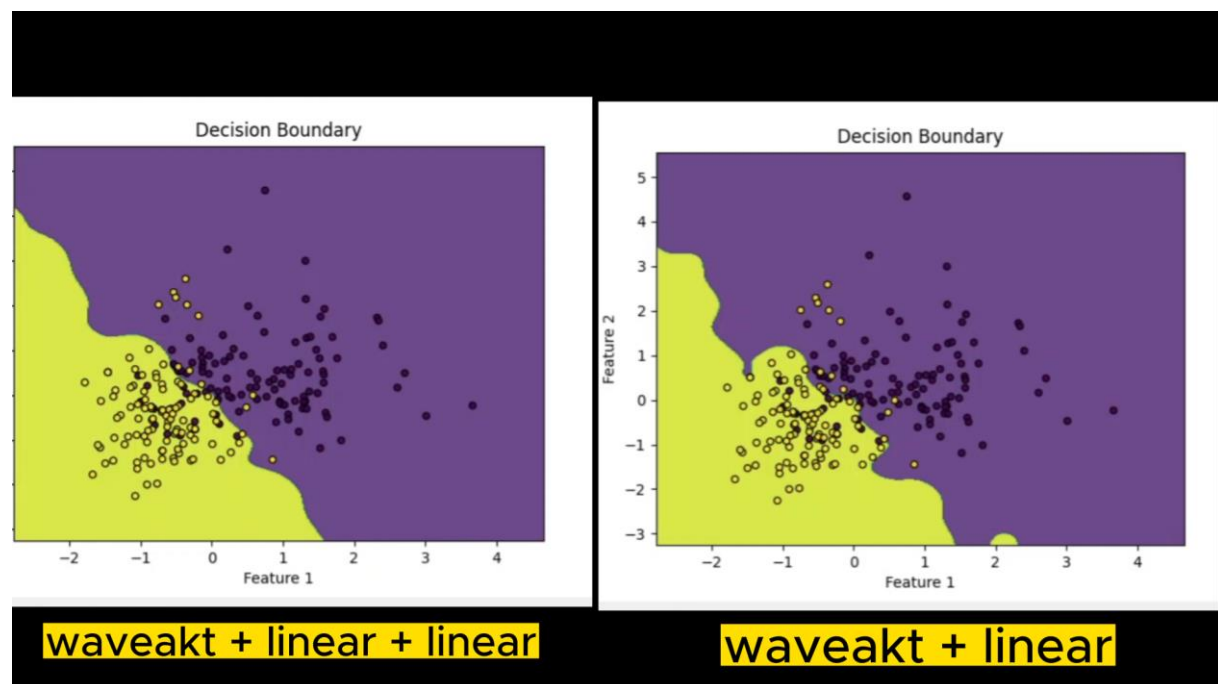 Decision Boundary
−2 −1 0 1 2 3 4
Feature 1
waveakt + linear + linear
Decision Boundary
Feature 2
5
4
3
2
1
0
−1
−2
−3
−2 −1 0 1 2 3 4
Feature 1
waveakt + linear